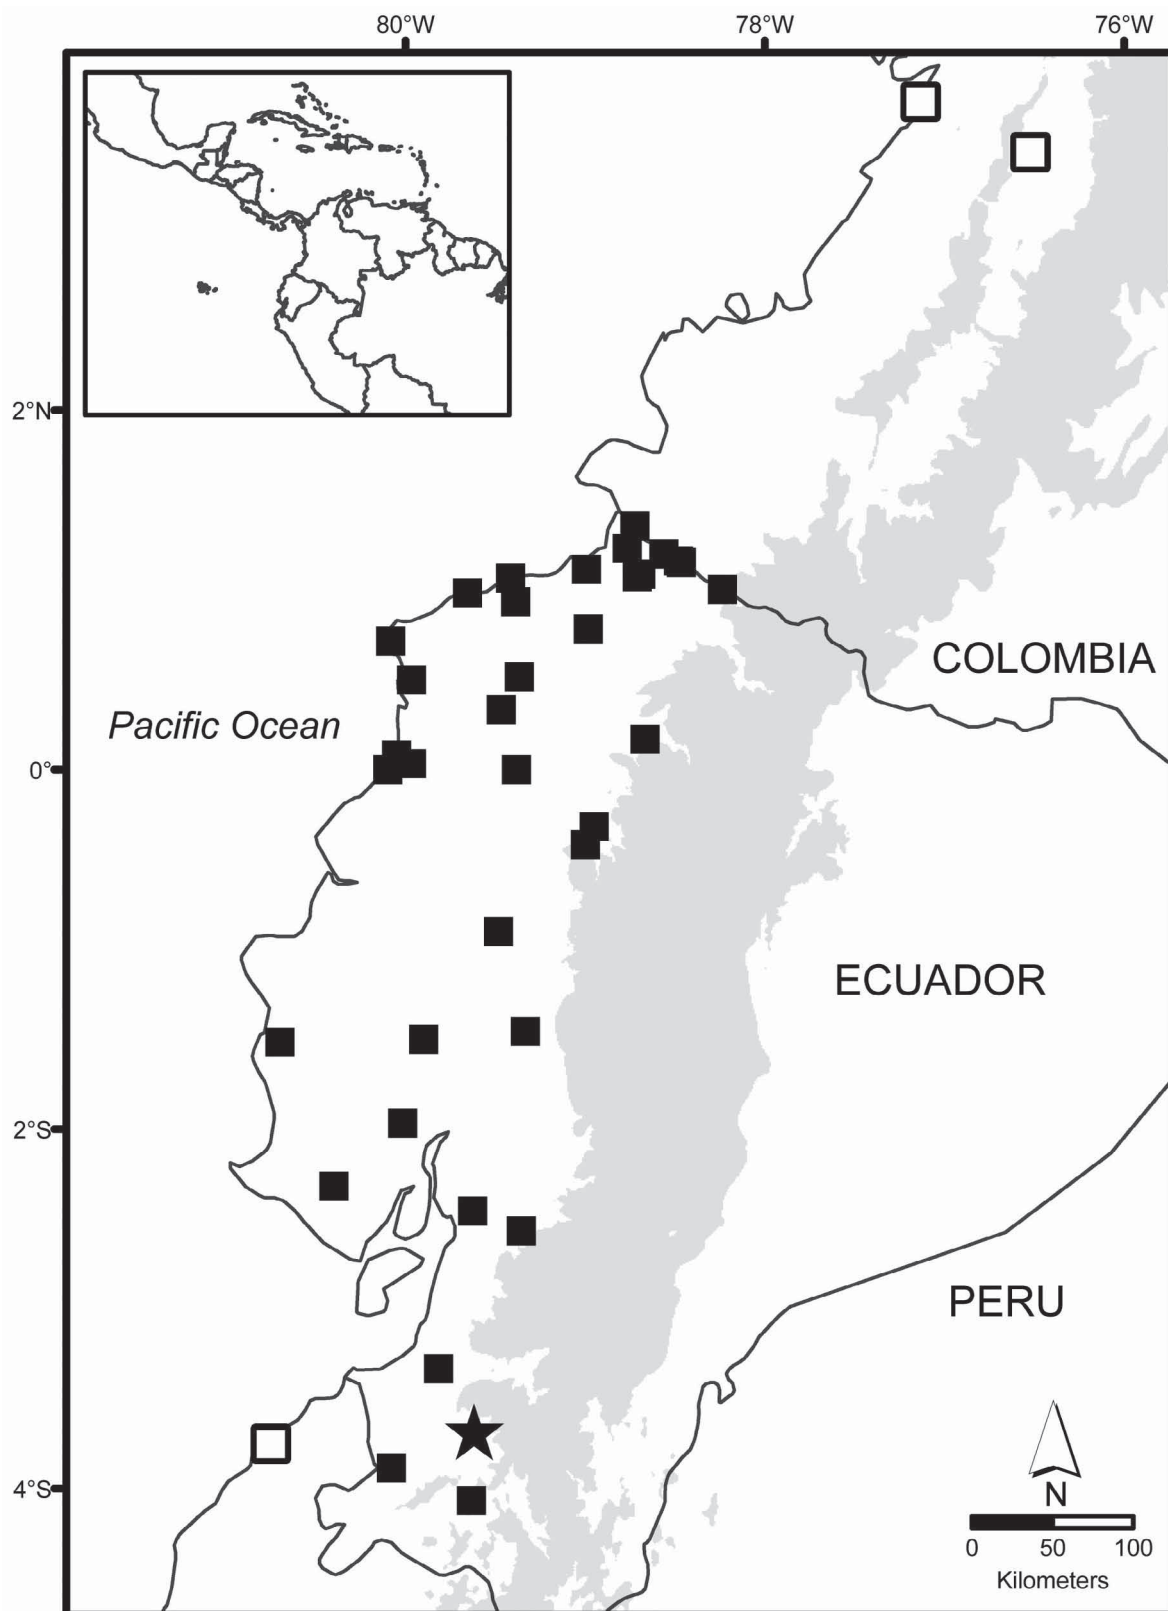 80°W 78°W 76°W
2°N
COLOMBIA
Pacific Ocean
0°
ECUADOR
2°S
PERU
N
4°S
0 50 100
Kilometers